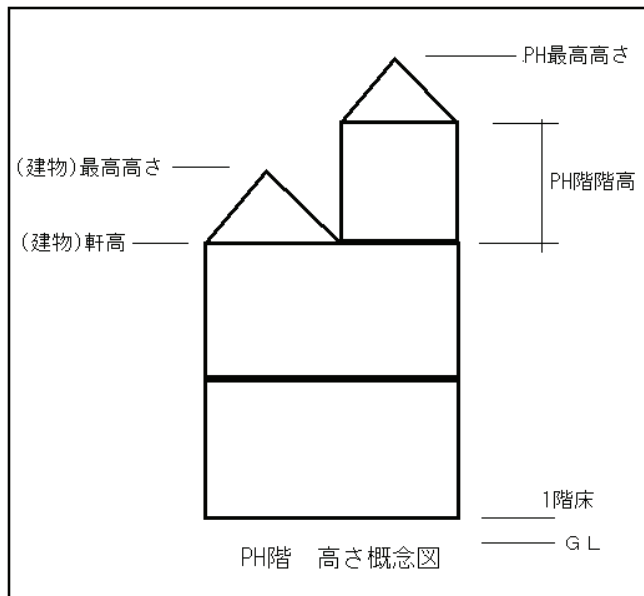 PH最高高さ
(建物)最高高さ
PH階階高
(建物)軒高
1階床
ＧＬ
PH階　高さ概念図